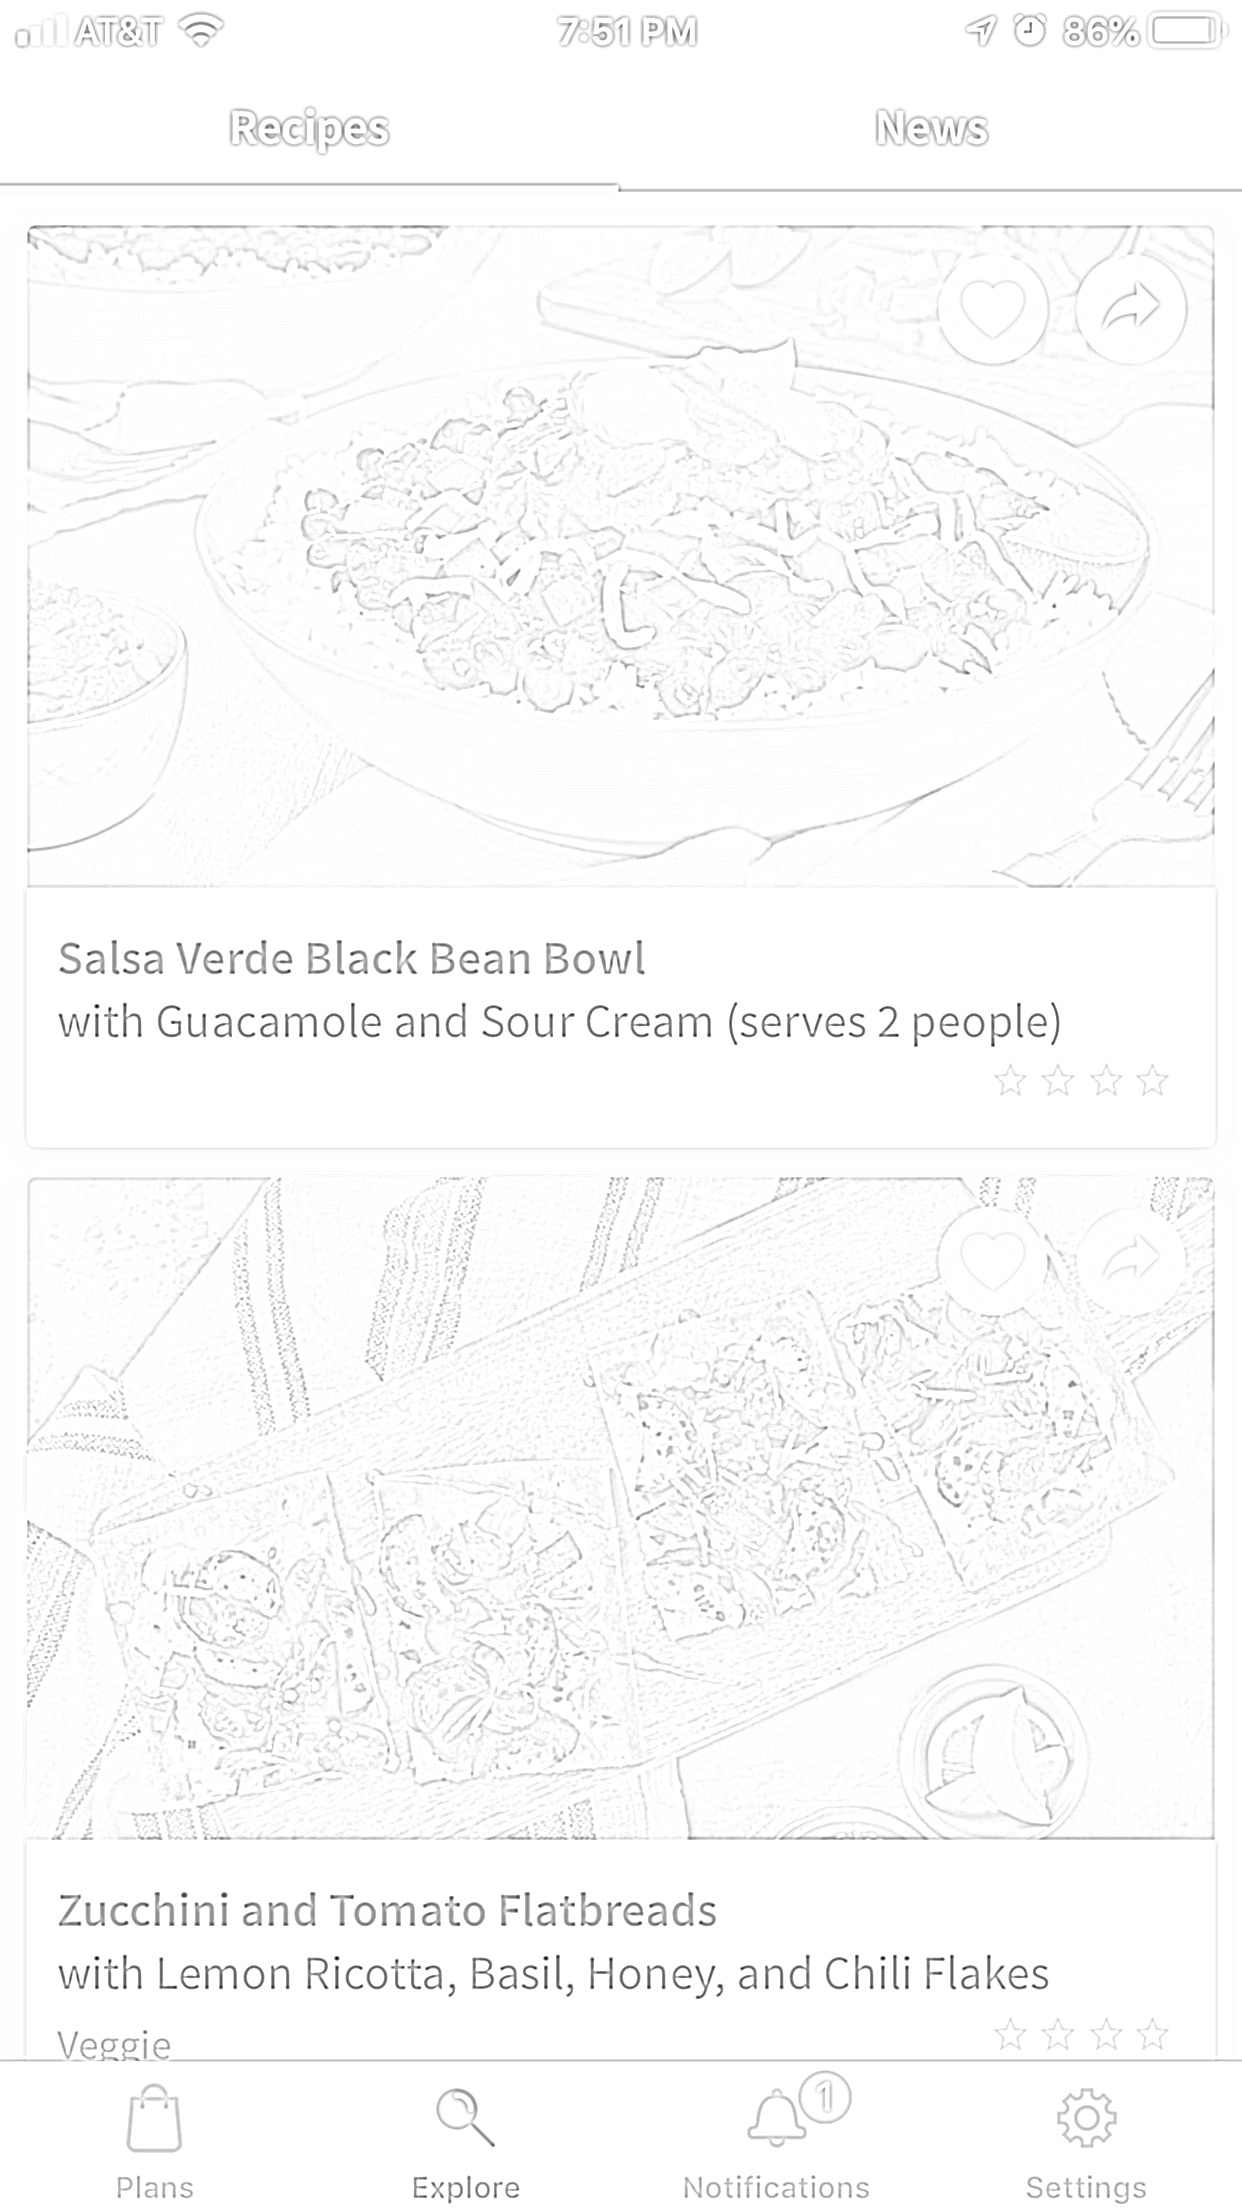 AT&T 7:51 PM 86%
Recipes News
Salsa Verde Black Bean Bowl
with Guacamole and Sour Cream (serves 2 people)
Zucchini and Tomato Flatbreads
with Lemon Ricotta, Basil, Honey, and Chili Flakes
Veggie
1
Plans Explore Notifications Settings